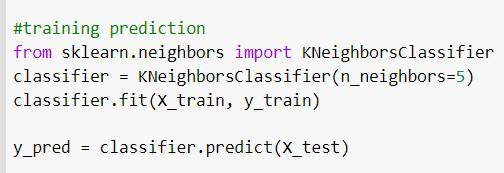 #training prediction
from sklearn.neighbors import KNeighborsClassifier
classifier = KNeighborsClassifier(n_neighbors=5)
classifier.fit(X_train, y_train)
y_pred = classifier.predict(X_test)